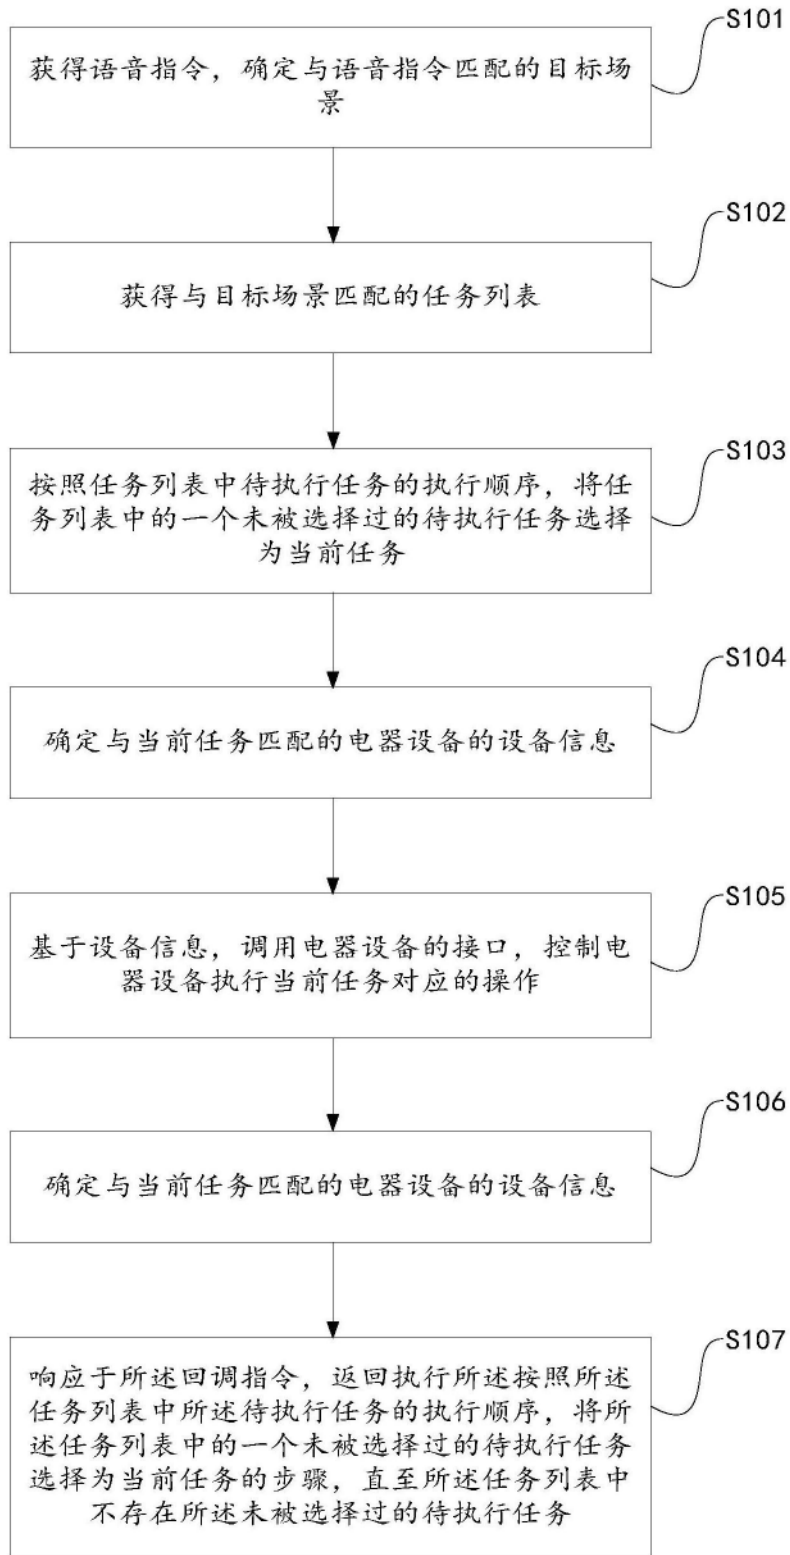 S101
获得语音指令，确定与语音指令匹配的目标场
景
S102
获得与目标场景匹配的任务列表
S103
按照任务列表中待执行任务的执行顺序，将任
务列表中的一个未被选择过的待执行任务选择
为当前任务
S104
确定与当前任务匹配的电器设备的设备信息
S105
基于设备信息，调用电器设备的接口，控制电
器设备执行当前任务对应的操作
S106
确定与当前任务匹配的电器设备的设备信息
S107
响应于所述回调指令，返回执行所述按照所述
任务列表中所述待执行任务的执行顺序，将所
述任务列表中的一个未被选择过的待执行任务
选择为当前任务的步骤，直至所述任务列表中
不存在所述未被选择过的待执行任务